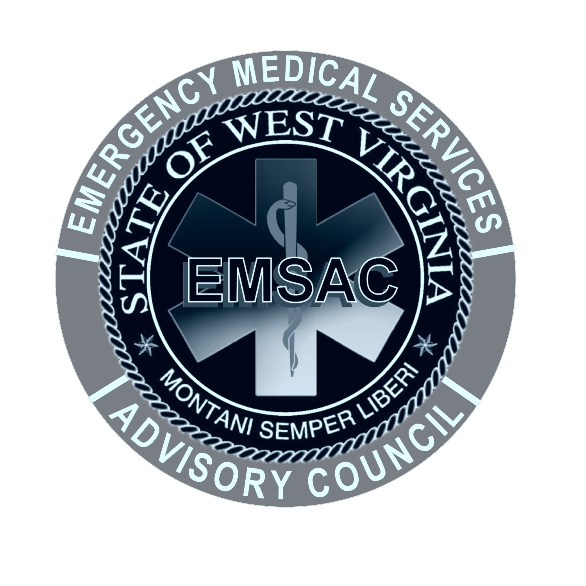 EMERGENCY MEDICAL SERVICES
STATE OF WEST VIRGINIA
EMSAC
MONTANI SEMPER LIBERI
ADVISORY COUNCIL